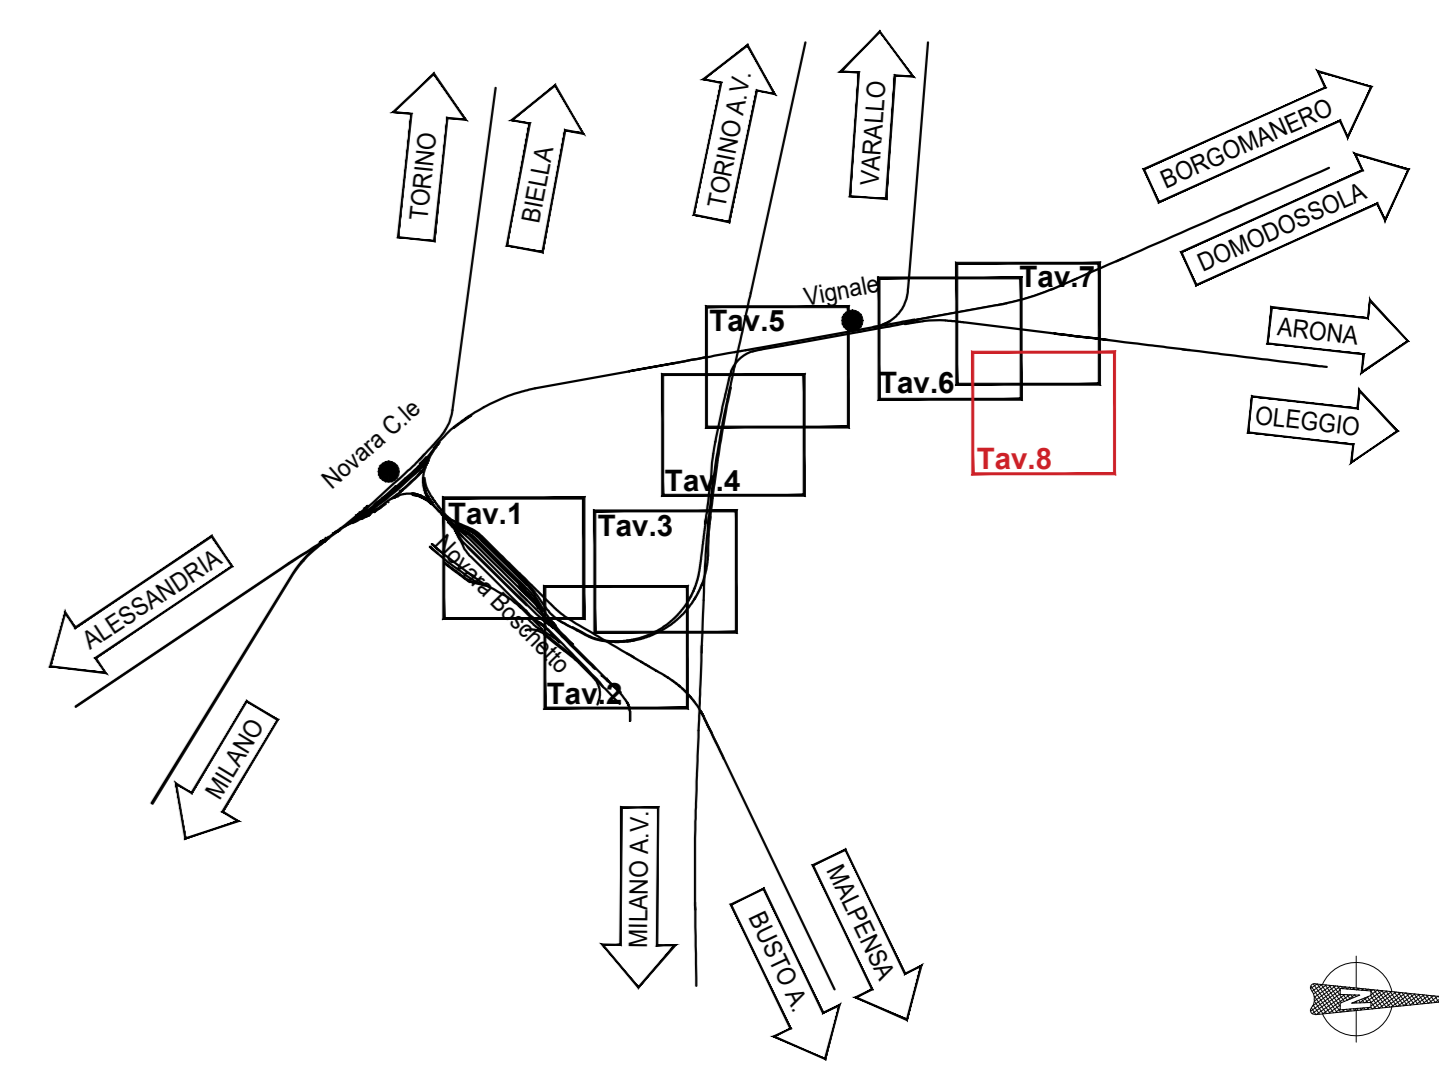 TORINO
BIELLA
TORINO A.V.
VARALLO
BORGOMANERO
DOMODOSSOLA
ARONA
OLEGGIO
Vignale
Tav.7
Tav.5
Tav.6
Tav.8
Tav.4
Novara C.le
Tav.1
Tav.3
Novara Boschetto
Tav.2
ALESSANDRIA
MILANO
MILANO A.V.
BUSTO A.
MALPENSA
N